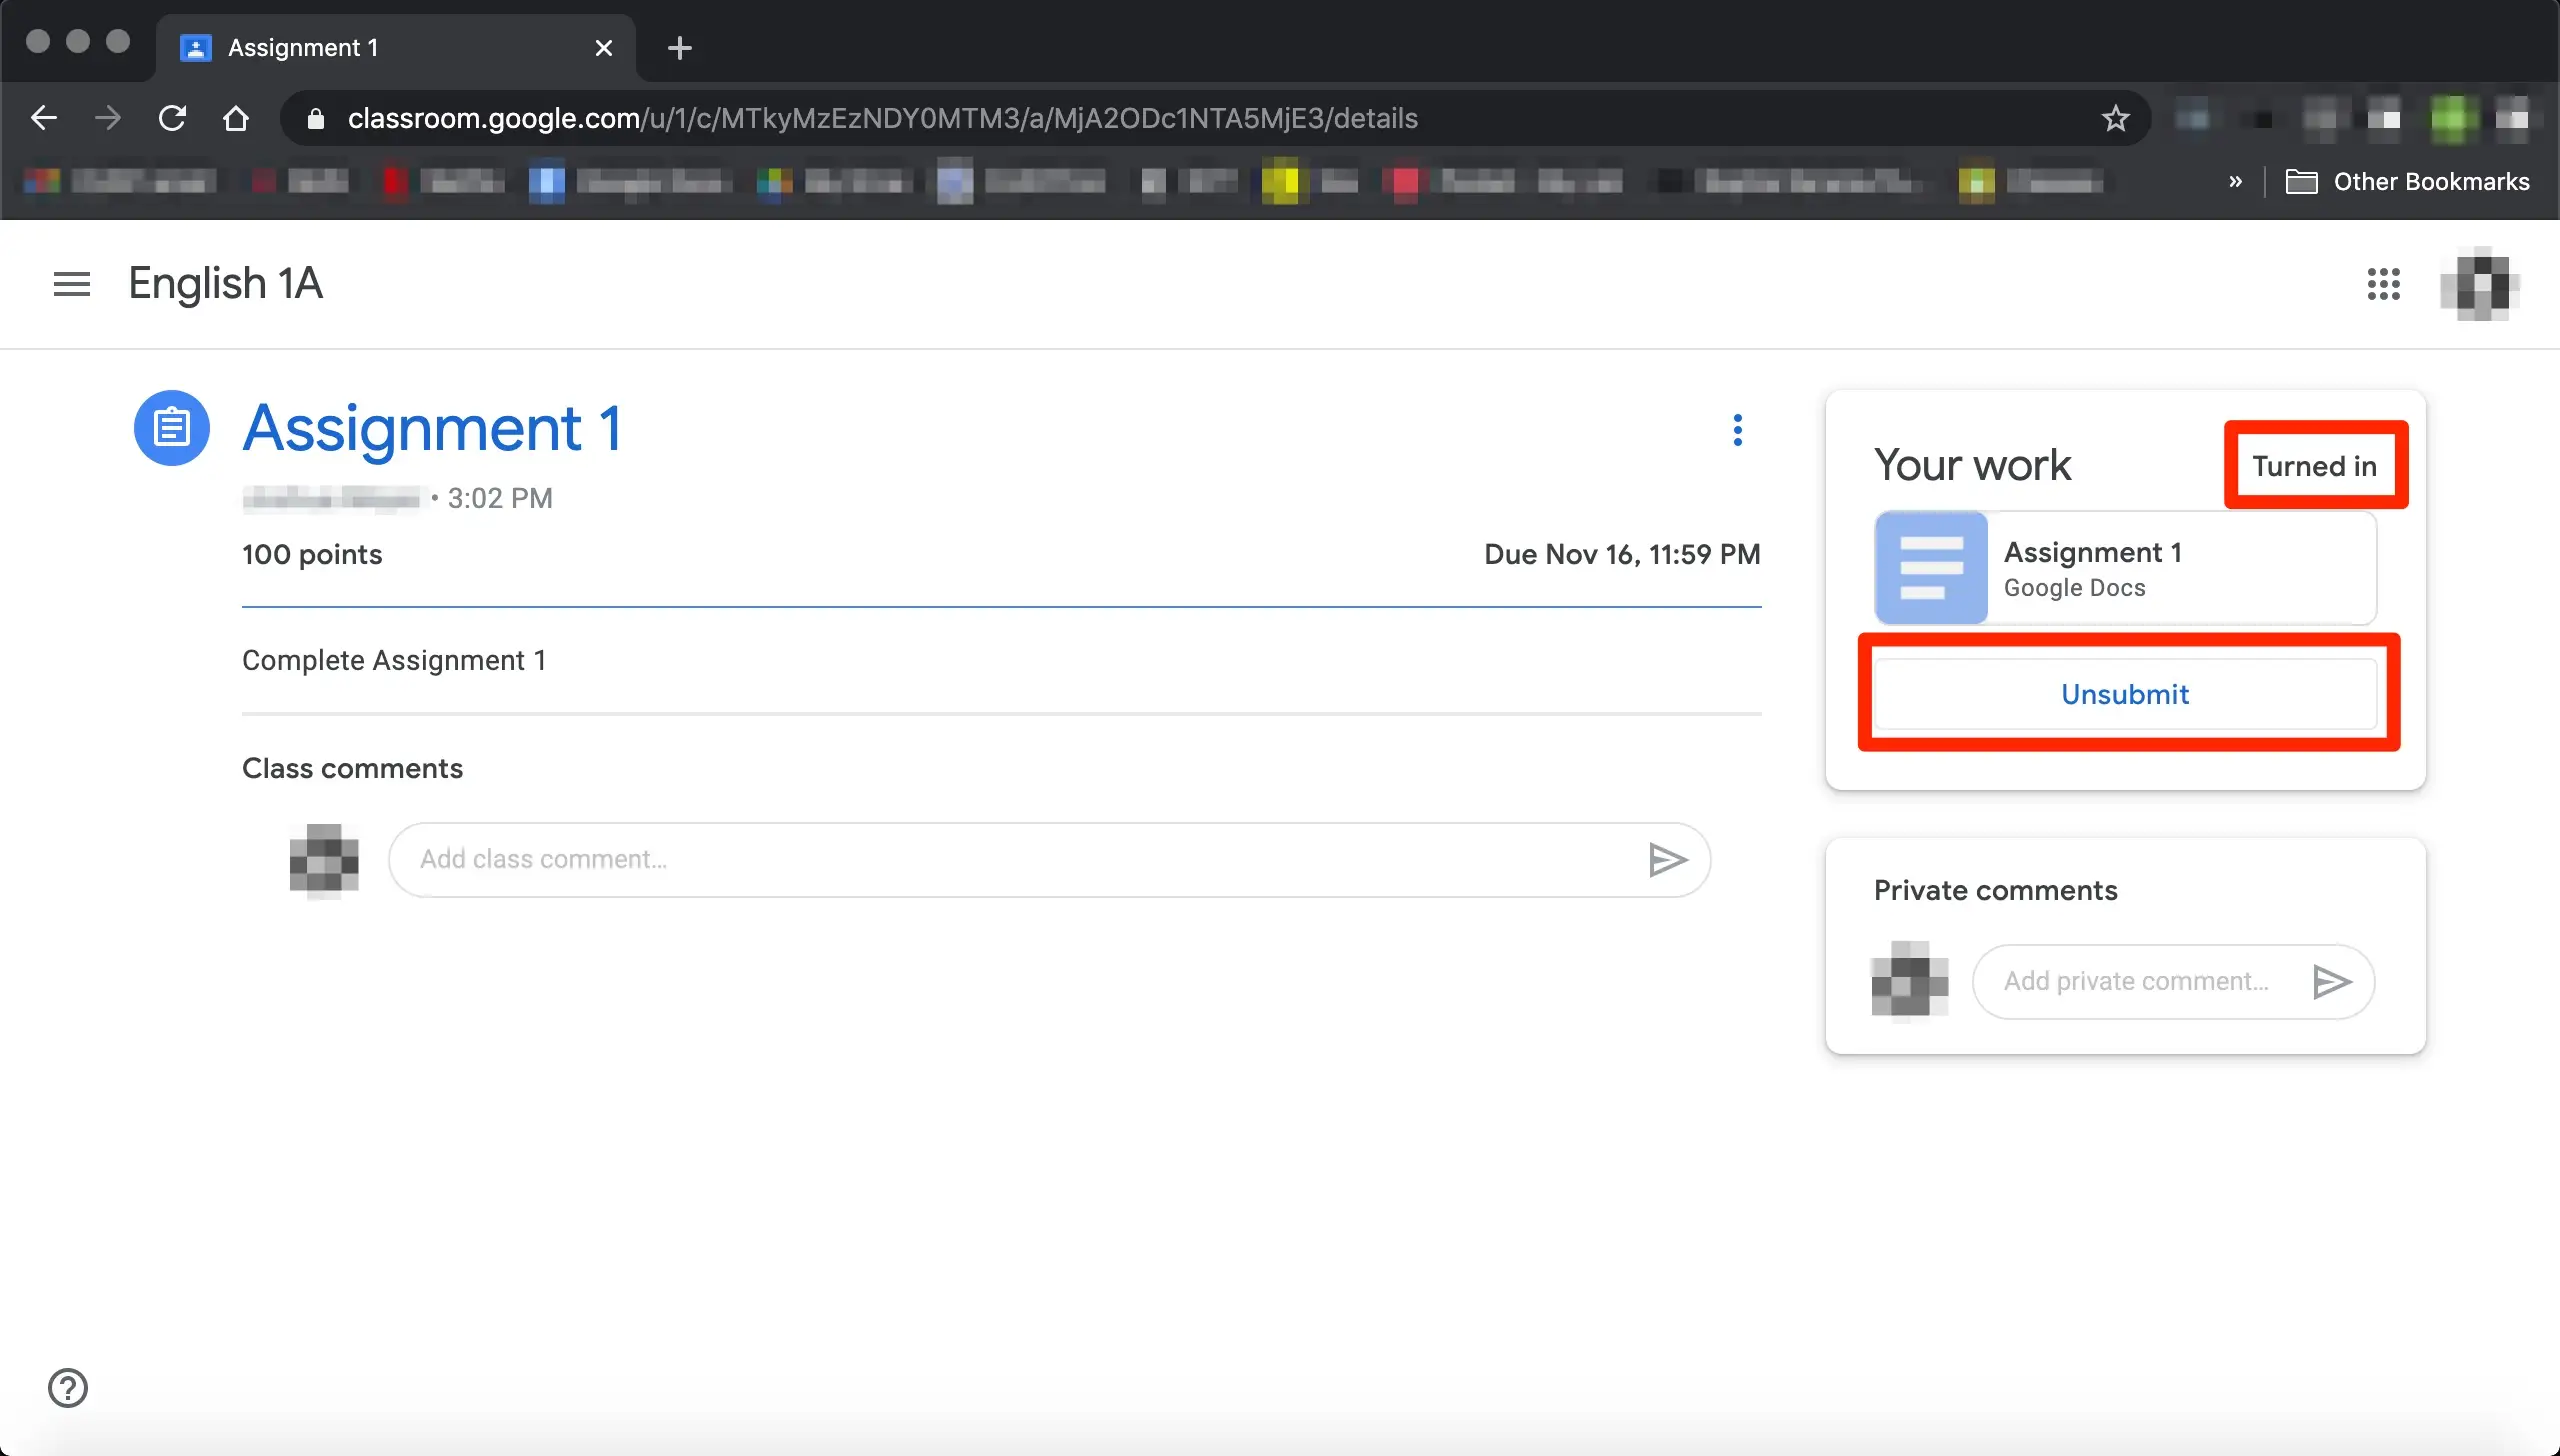 Assignment 1
classroom.google.com/u/1/c/MTkyMzEzNDY0MTM3/a/MjA2ODc1NTA5MjE3/details
» Other Bookmarks
English 1A
Assignment 1
• 3:02 PM
100 points
Due Nov 16, 11:59 PM
Complete Assignment 1
Class comments
Add class comment...
Your work
Turned in
Assignment 1
Google Docs
Unsubmit
Private comments
Add private comment...